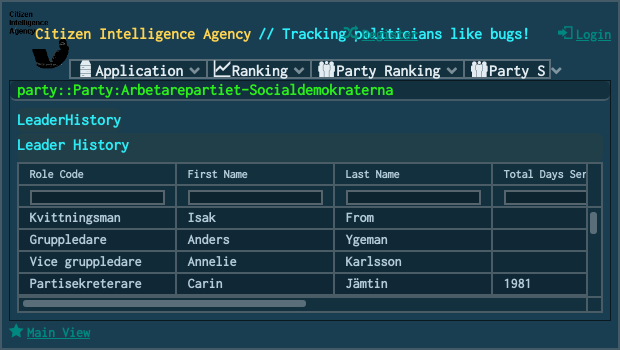 Citizen
Intelligence
Agency
Citizen Intelligence Agency // Tracking politicians like bugs!
Register
Login
Application
Ranking
Party Ranking
Party S
party::Party:Arbetarepartiet-Socialdemokraterna
LeaderHistory
Leader History
Role Code First Name Last Name Total Days Ser
Kvittningsman Isak From
Gruppledare Anders Ygeman
Vice gruppledare Annelie Karlsson
Partisekreterare Carin Jämtin 1981
Main View